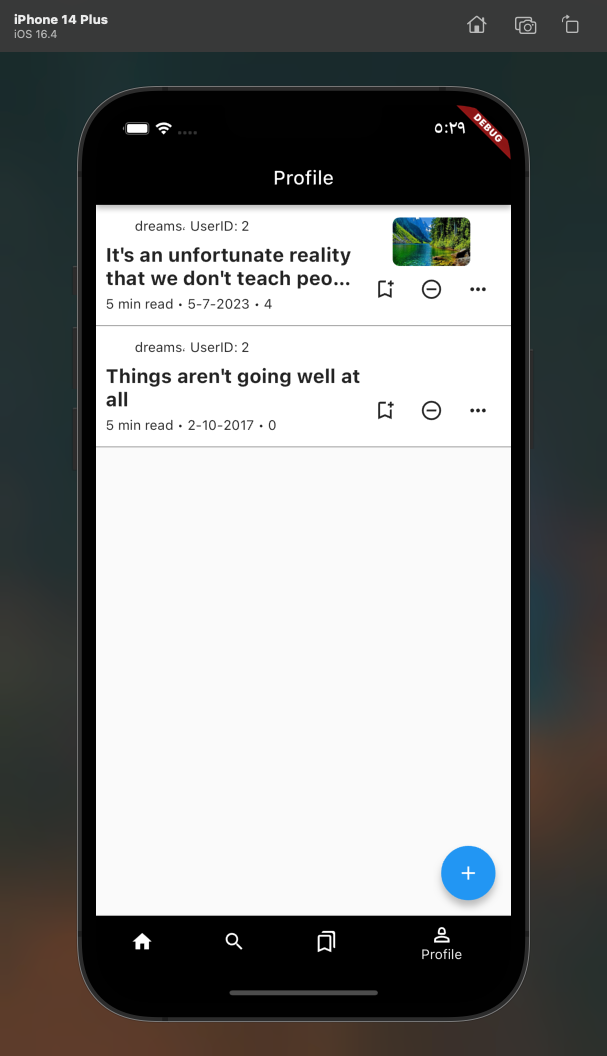 iPhone 14 Plus
iOS 16.4
۵:۲۹
DEBUG
Profile
dreams. UserID: 2
It's an unfortunate reality
that we don't teach peo...
5 min read • 5-7-2023 • 4
dreams. UserID: 2
Things aren't going well at
all
5 min read • 2-10-2017 • 0
Profile